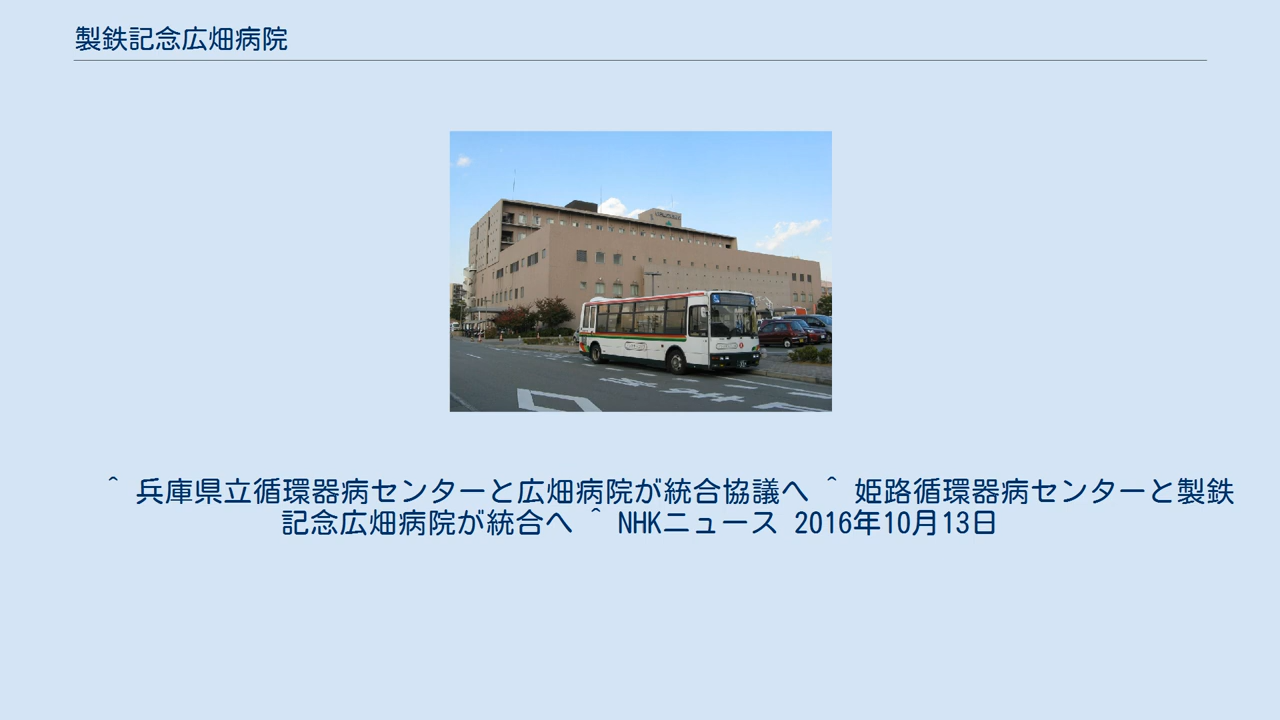 製鉄記念広畑病院
^ 兵庫県立循環器病センターと広畑病院が統合協議へ ^ 姫路循環器病センターと製鉄
記念広畑病院が統合へ ^ NHKニュース 2016年10月13日